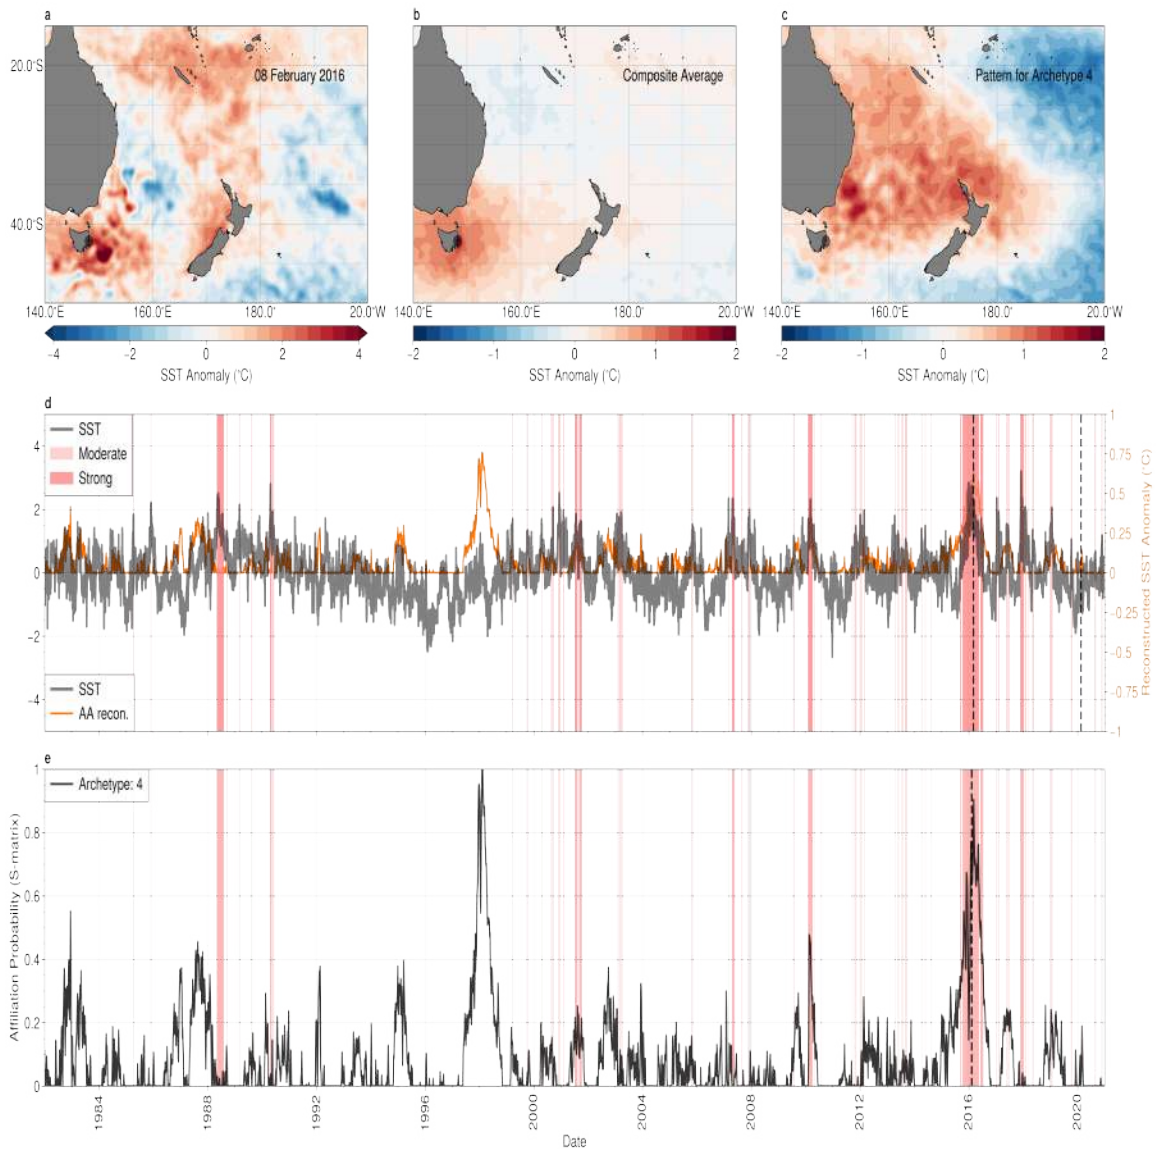 a
b
c
08 February 2016
Composite Average
Pattern for Archetype 4
20.0°S
40.0°S
140.0°E 160.0°E 180.0° 20.0°W
140.0°E 160.0°E 180.0° 20.0°W
140.0°E 160.0°E 180.0° 20.0°W
−4 −2 0 2 4
−2 −1 0 1 2
−2 −1 0 1 2
SST Anomaly (°C)
SST Anomaly (°C)
SST Anomaly (°C)
d
SST
Moderate
Strong
4
2
0
−2
−4
1
0.75
0.5
0.25
0
−0.25
−0.5
−0.75
−1
Reconstructed SST Anomaly (°C)
SST
AA recon.
e
Archetype: 4
1
0.8
0.6
0.4
0.2
0
Affiliation Probability (S-matrix)
1984 1988 1992 1996 2000 2004 2008 2012 2016 2020
Date